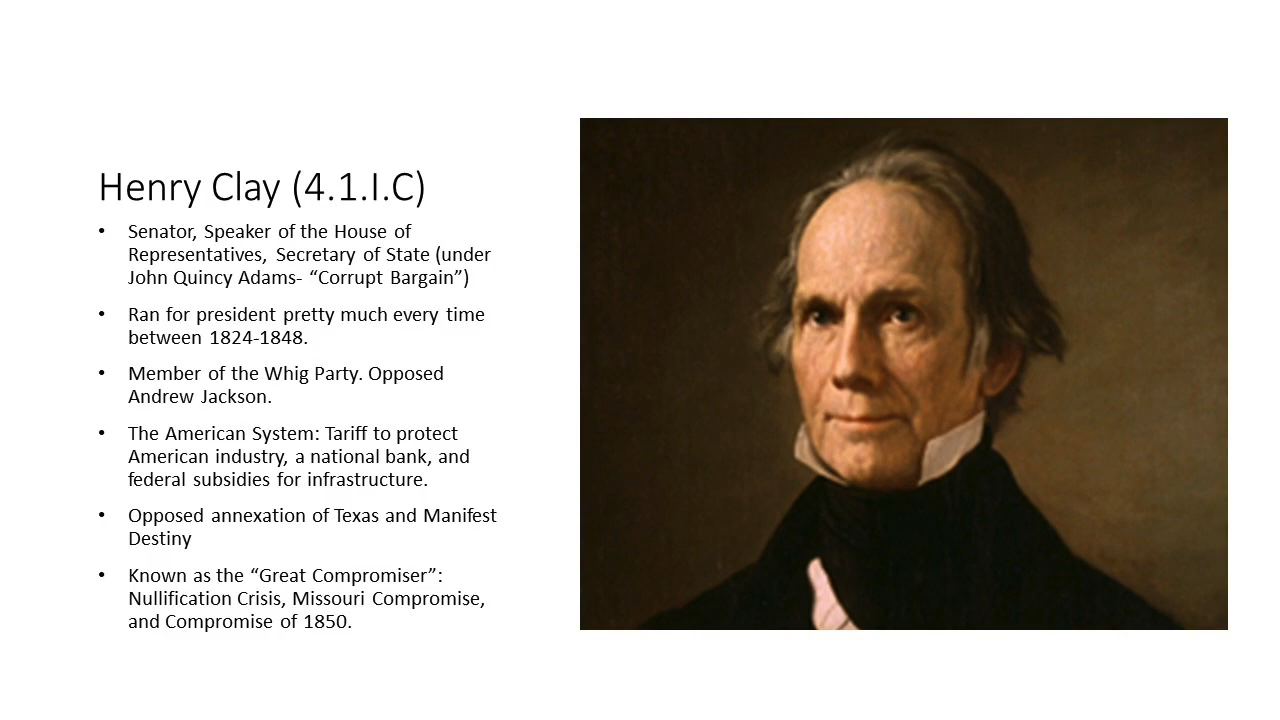 Henry Clay (4.1.I.C)
• Senator, Speaker of the House of
Representatives, Secretary of State (under
John Quincy Adams- “Corrupt Bargain”)
• Ran for president pretty much every time
between 1824-1848.
• Member of the Whig Party. Opposed
Andrew Jackson.
• The American System: Tariff to protect
American industry, a national bank, and
federal subsidies for infrastructure.
• Opposed annexation of Texas and Manifest
Destiny
• Known as the “Great Compromiser”:
Nullification Crisis, Missouri Compromise,
and Compromise of 1850.